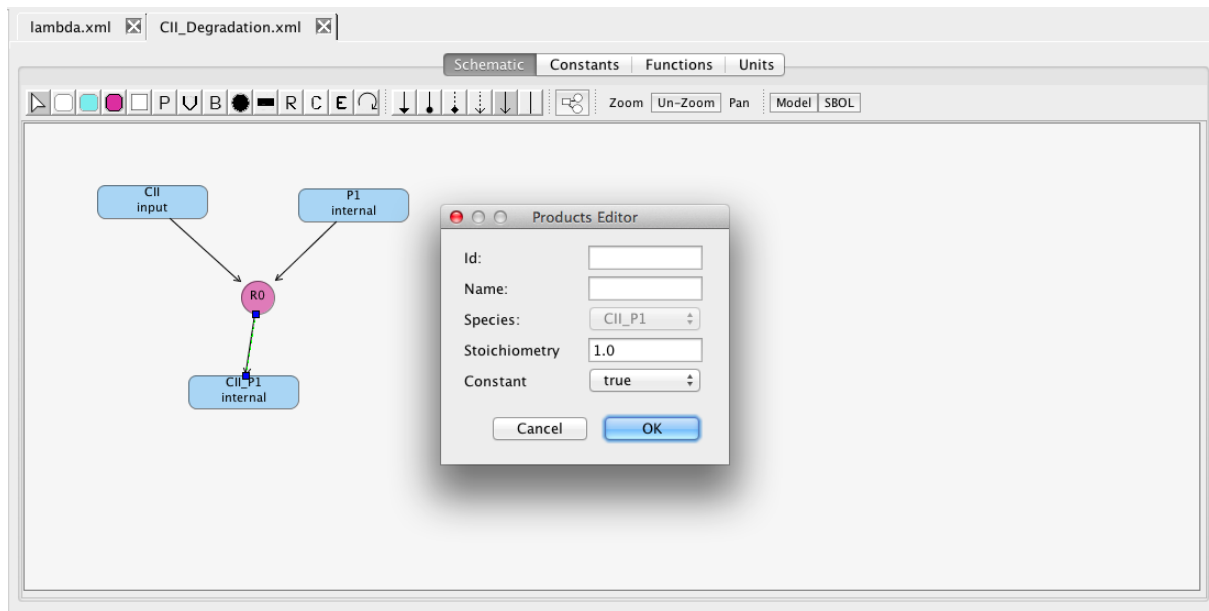 lambda.xml CII_Degradation.xml
Schematic Constants Functions Units
P V B R C E Zoom Un-Zoom Pan Model SBOL
CII
input
P1
internal
R0
CII_P1
internal
Products Editor
Id:
Name:
Species: CII_P1
Stoichiometry 1.0
Constant true
Cancel OK